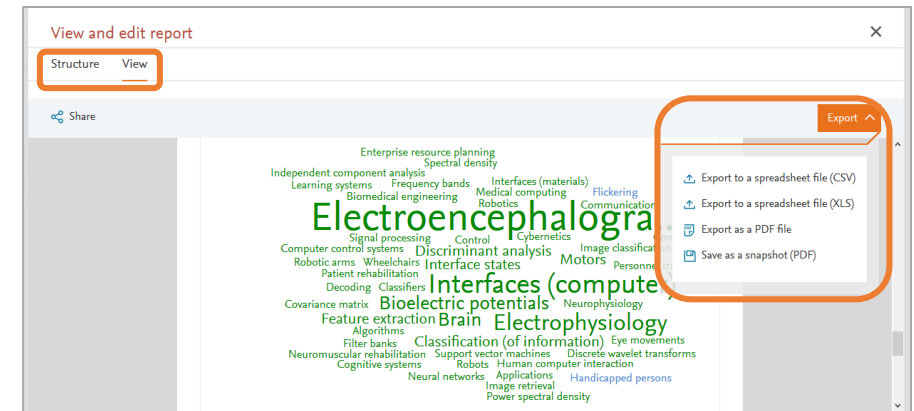 View and edit report
Structure View
Share
Export
Export to a spreadsheet file (CSV)
Export to a spreadsheet file (XLS)
Export as a PDF file
Save as a snapshot (PDF)
Enterprise resource planning
Spectral density
Independent component analysis
Learning systems Frequency bands Interfaces (materials)
Biomedical engineering Medical computing Flickering
Robotics Communication
Electroencephalogra
Signal processing Control Cybernetics
Computer control systems Discriminant analysis Image classificat
Robotic arms Wheelchairs Interface states Motors Personne
Patient rehabilitation
Decoding Classifiers Interfaces (computer)
Covariance matrix Bioelectric potentials Neurophysiology
Feature extraction Brain Electrophysiology
Algorithms
Filter banks Classification (of information) Eye movements
Neuromuscular rehabilitation Support vector machines Discrete wavelet transforms
Cognitive systems Robots Human computer interaction
Neural networks Applications Handicapped persons
Image retrieval
Power spectral density